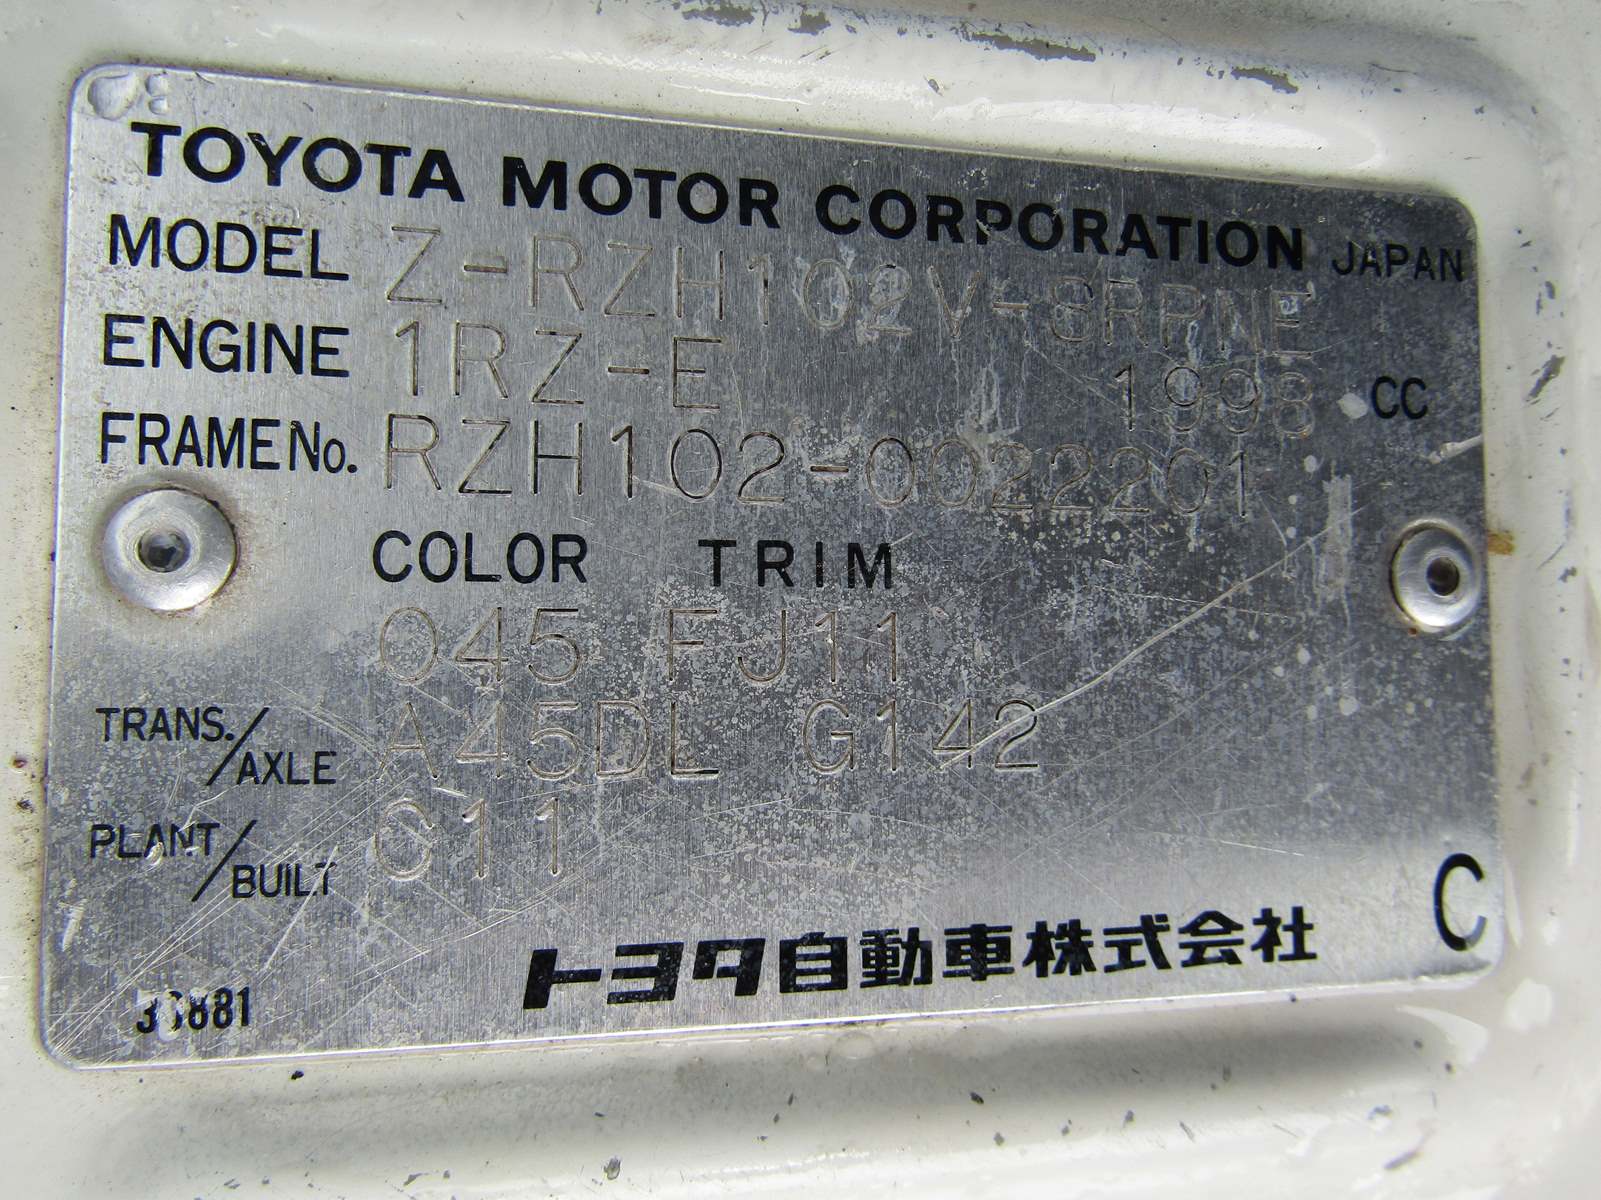 TOYOTA MOTOR CORPORATION JAPAN
MODEL Z-RZH102V-SRPNE
ENGINE 1RZ-E 1998 CC
FRAME No. RZH102-0022201
COLOR TRIM
045 FJ11
TRANS./AXLE A45DL G142
PLANT/BUILT C11
C
トヨタ自動車株式会社